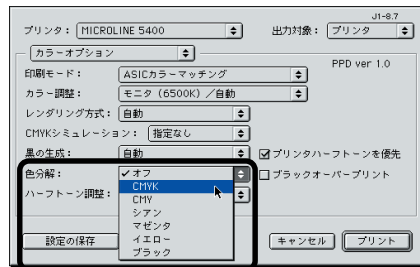 J1-8.7
プリンタ： MICROLINE 5400 出力対象： プリンタ
カラーオプション
PPD ver 1.0
印刷モード： ASICカラーマッチング
カラー調整： モニタ（6500K）／自動
レンダリング方式： 自動
CMYKシミュレーション： 指定なし
黒の生成： 自動 プリンタハーフトーンを優先
色分解： ✓オフ ブラックオーバープリント
CMYK
ハーフトーン調整： CMY
シアン
マゼンタ
イエロー
ブラック
設定の保存 キャンセル プリント